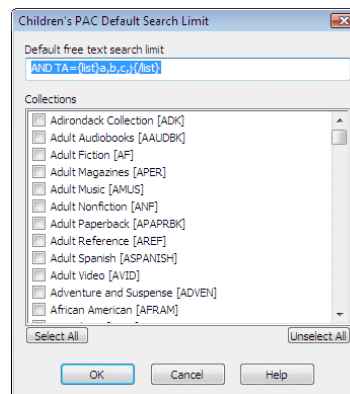 Children's PAC Default Search Limit
Default free text search limit
AND TA={list}a,b,c,j{/list}
Collections
Adirondack Collection [ADK]
Adult Audiobooks [AAUDBK]
Adult Fiction [AF]
Adult Magazines [APER]
Adult Music [AMUS]
Adult Nonfiction [ANF]
Adult Paperback [APAPRBK]
Adult Reference [AREF]
Adult Spanish [ASPANISH]
Adult Video [AVID]
Adventure and Suspense [ADVEN]
African American [AFRAM]
Select All Unselect All
OK Cancel Help